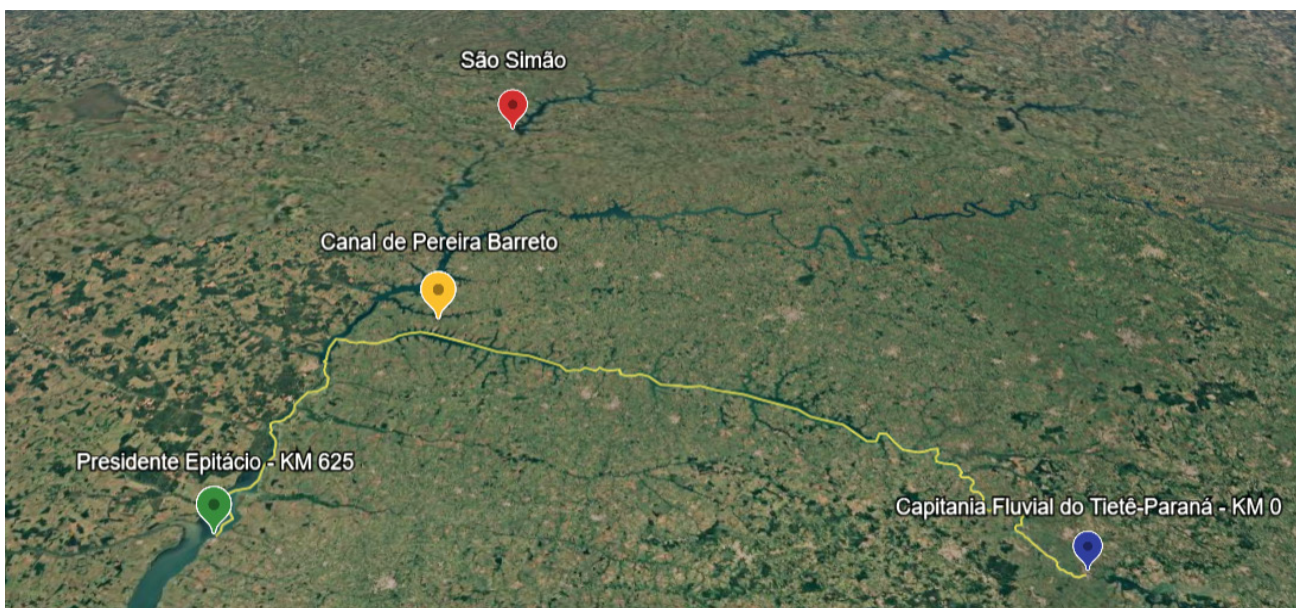 São Simão
Canal de Pereira Barreto
Presidente Epitácio - KM 625
Capitania Fluvial do Tietê-Paraná - KM 0